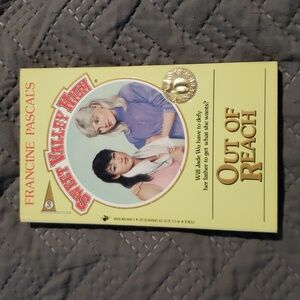 FRANCINE PASCAL'S
SWEET VALLEY HIGH
Will Jade Wu have to defy
her father to get what she wants?
OUT OF
REACH